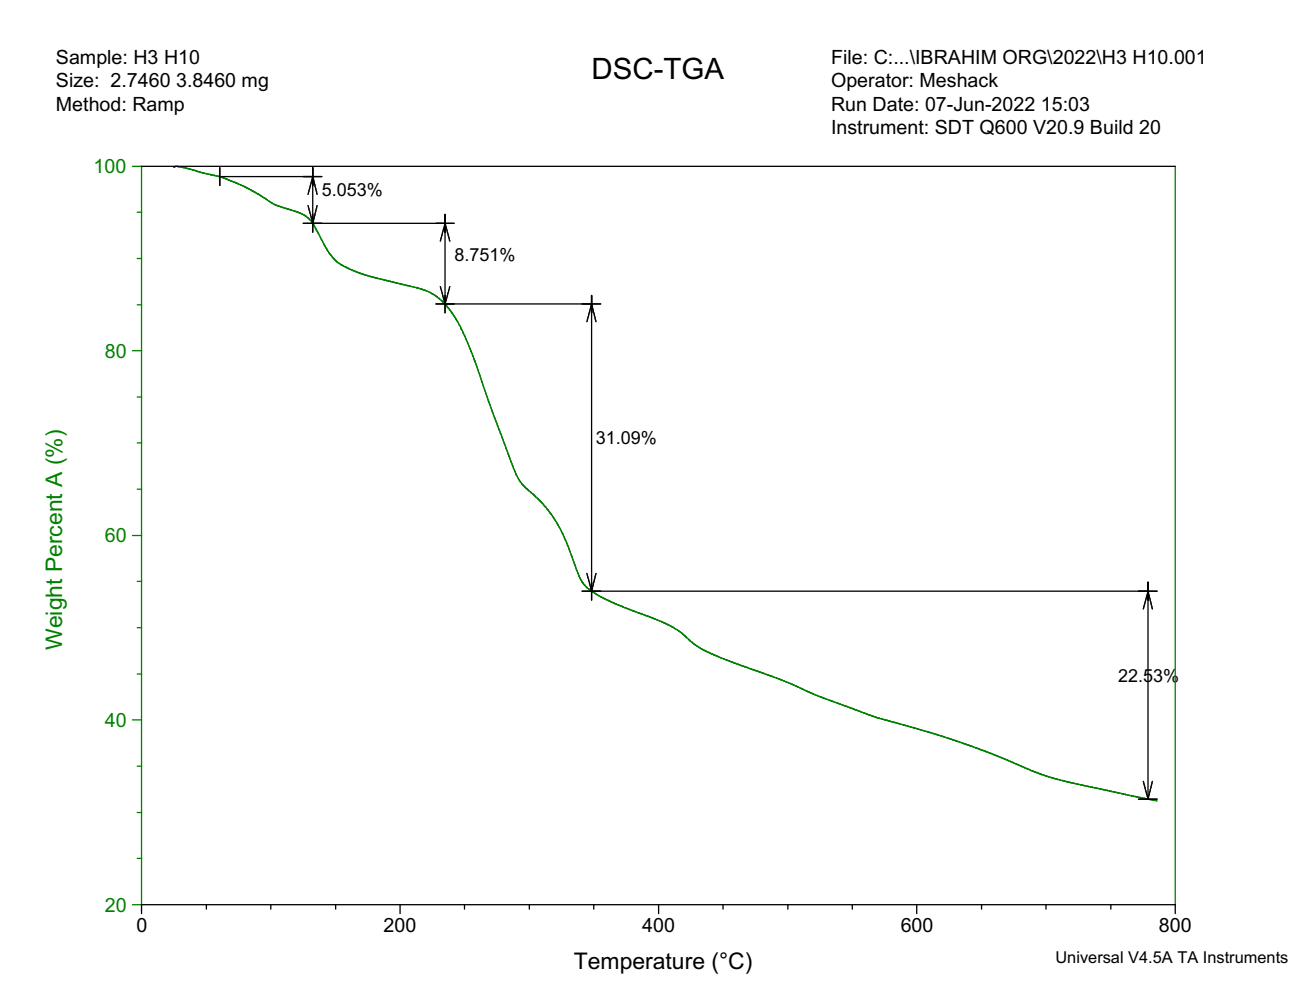 Sample: H3 H10
Size:  2.7460 3.8460 mg
Method: Ramp
DSC-TGA
File: C:...\IBRAHIM ORG\2022\H3 H10.001
Operator: Meshack
Run Date: 07-Jun-2022 15:03
Instrument: SDT Q600 V20.9 Build 20
100
80
60
40
20
Weight Percent A (%)
5.053%
8.751%
31.09%
22.53%
0
200
400
600
800
Temperature (°C)
Universal V4.5A TA Instruments